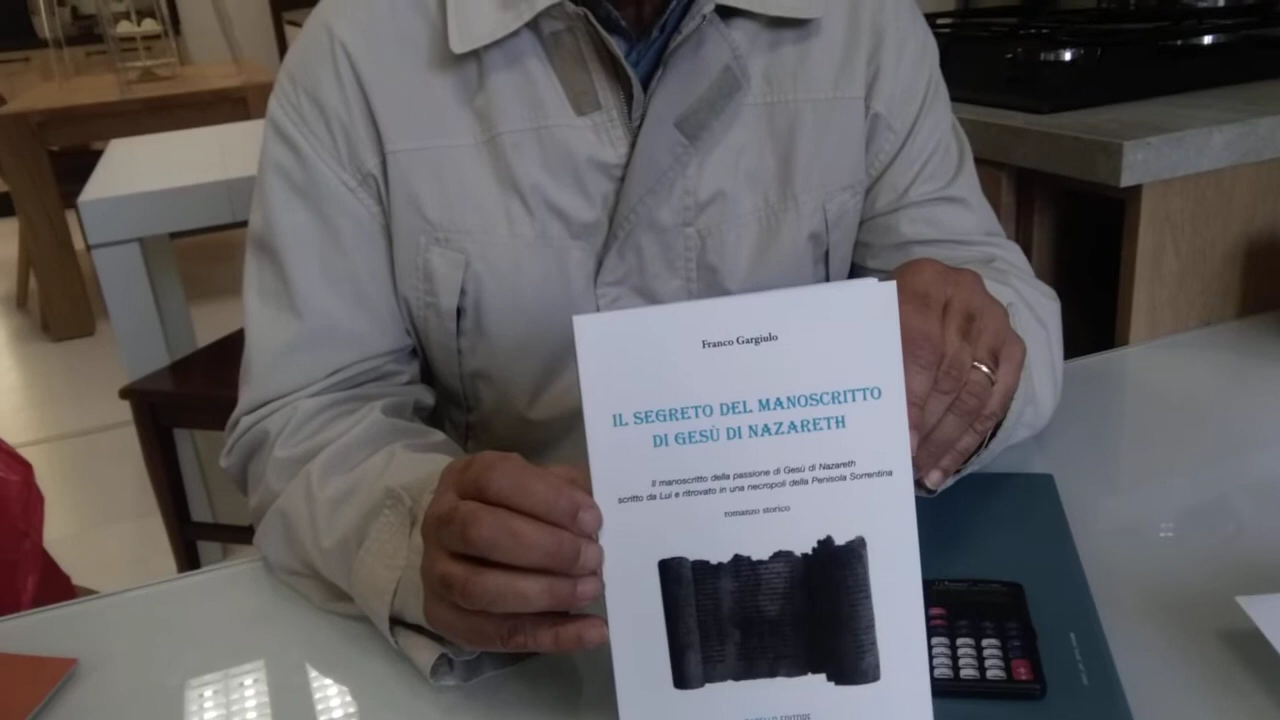 Franco Gargiulo
IL SEGRETO DEL MANOSCRITTO
DI GESÙ DI NAZARETH
Il manoscritto della passione di Gesù di Nazareth
scritto da Lui e ritrovato in una necropoli della Penisola Sorrentina
romanzo storico
EDITORE